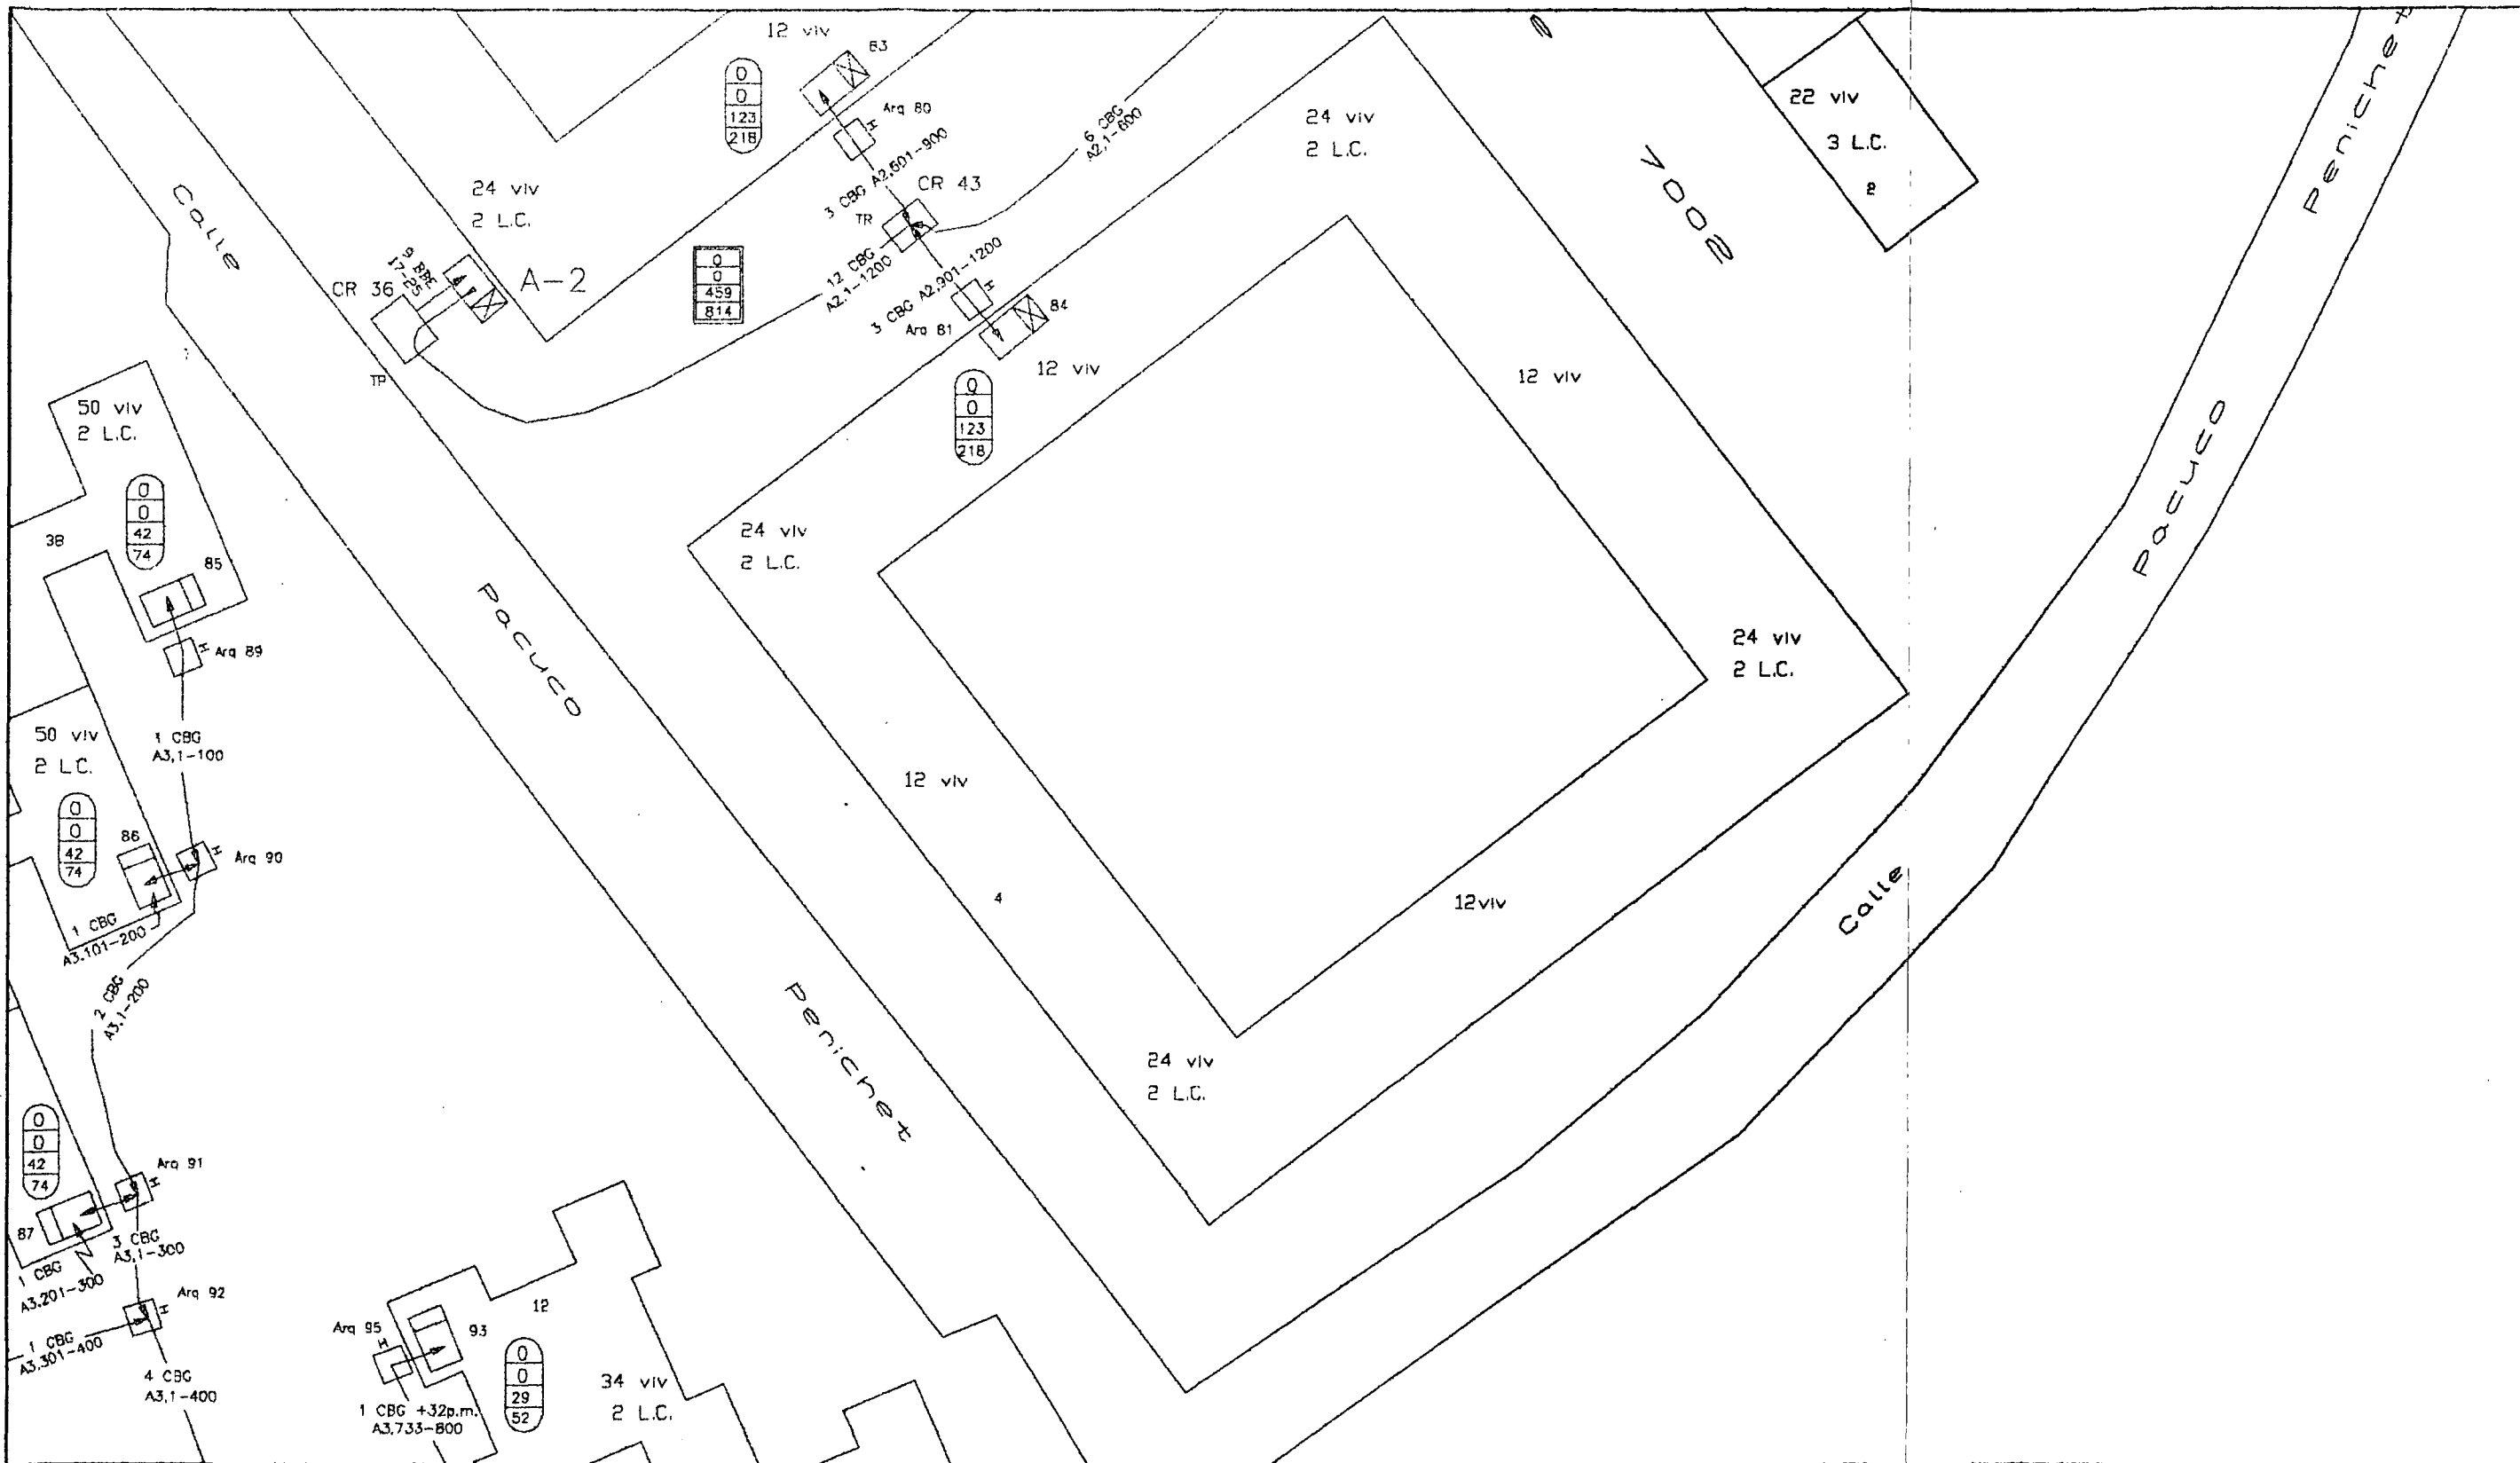 12 viv
83
0
0
123
218
Arq 80
3 CBG A2,601-900
CR 43
TR
6 CBG
A2,1-600
24 viv
2 L.C.
22 viv
3 L.C.
Penichet
Calle
24 viv
2 L.C.
9 BBE
17-25
A-2
CR 36
TP
0
0
459
814
12 CBG
A2,1-1200
3 CBG A2,901-1200
Arq 81
84
12 viv
0
0
123
218
12 viv
50 viv
2 L.C.
0
0
42
74
38
85
Arq 89
24 viv
2 L.C.
Pacuco
Pacuco
24 viv
2 L.C.
50 viv
2 L.C.
1 CBG
A3,1-100
0
0
42
74
86
Arq 90
12 viv
4
12viv
Calle
1 CBG
A3,101-200
2 CBG
A3,1-200
Penichet
24 viv
2 L.C.
0
0
42
74
Arq 91
87
3 CBG
A3,1-300
1 CBG
A3,201-300
Arq 92
1 CBG
A3,301-400
4 CBG
A3,1-400
12
Arq 95
93
0
0
29
52
34 viv
2 L.C.
1 CBG +32p.m.
A3,733-800